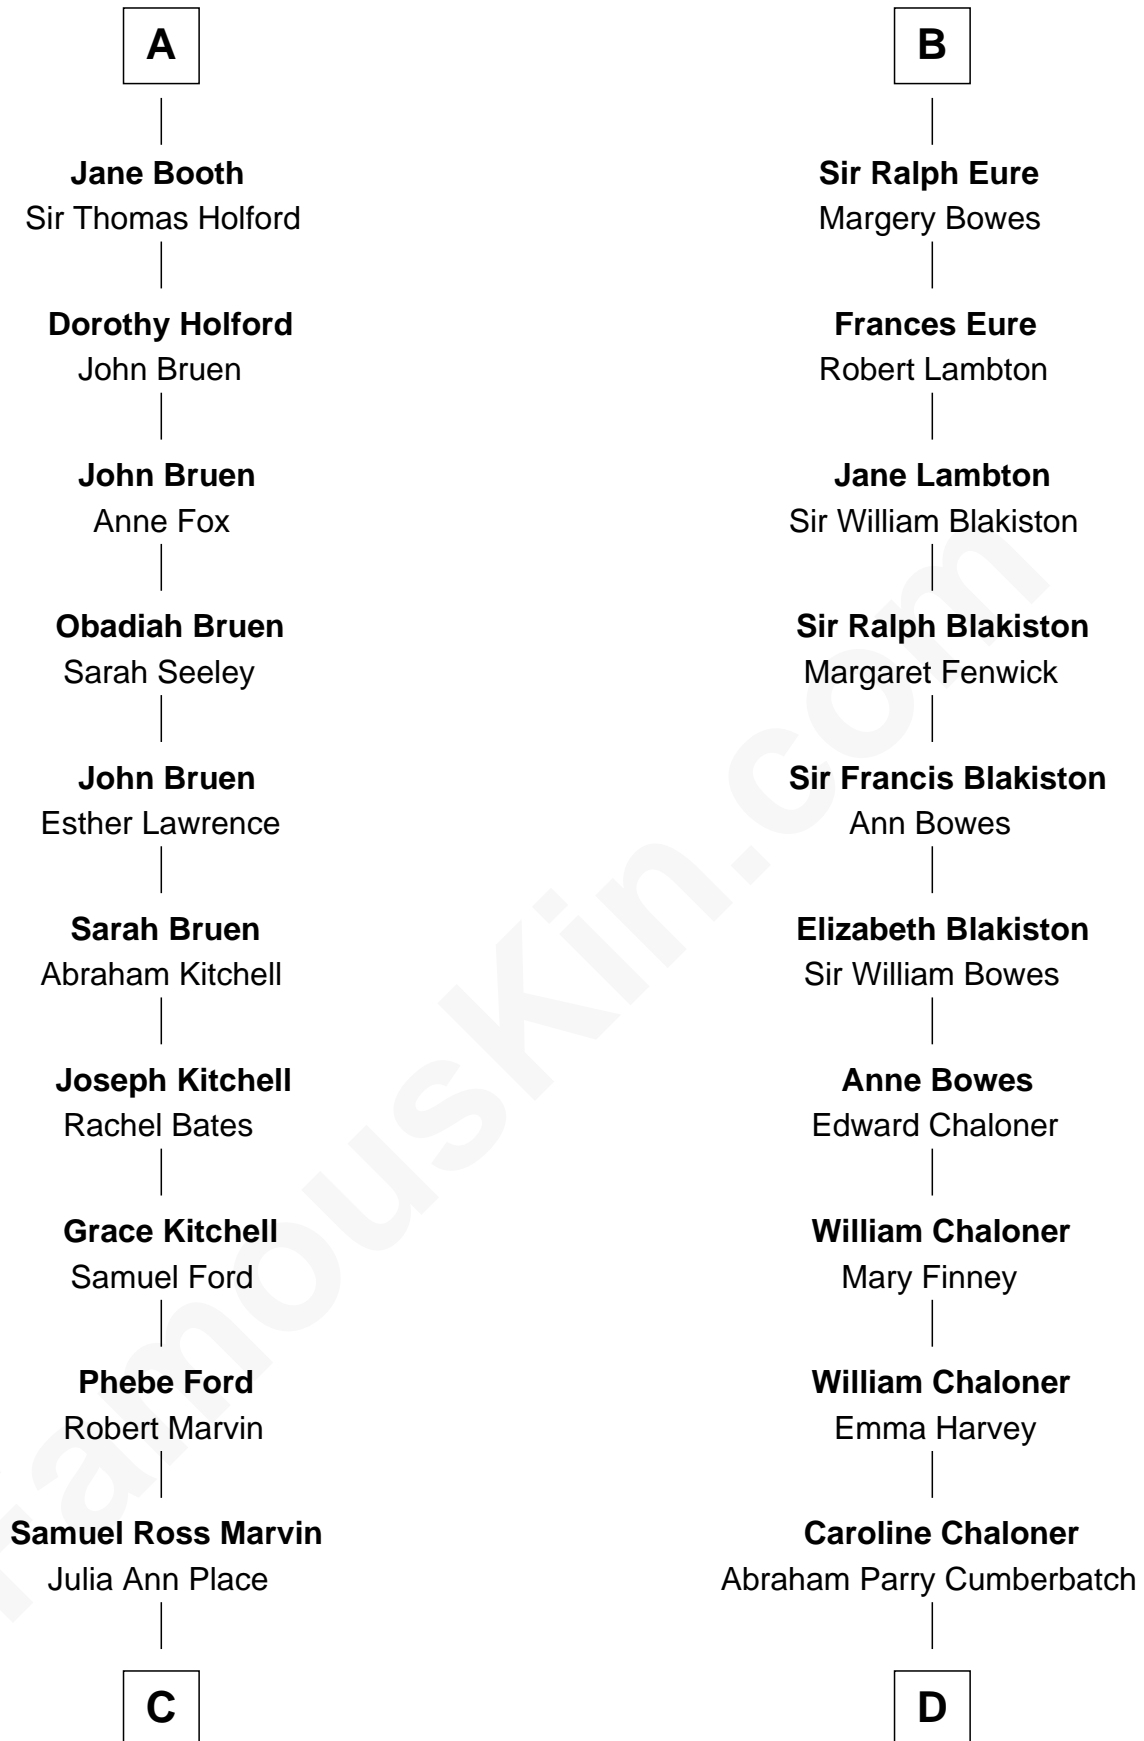 A
Jane Booth
Sir Thomas Holford
Dorothy Holford
John Bruen
John Bruen
Anne Fox
Obadiah Bruen
Sarah Seeley
John Bruen
Esther Lawrence
Sarah Bruen
Abraham Kitchell
Joseph Kitchell
Rachel Bates
Grace Kitchell
Samuel Ford
Phebe Ford
Robert Marvin
Samuel Ross Marvin
Julia Ann Place
C
B
Sir Ralph Eure
Margery Bowes
Frances Eure
Robert Lambton
Jane Lambton
Sir William Blakiston
Sir Ralph Blakiston
Margaret Fenwick
Sir Francis Blakiston
Ann Bowes
Elizabeth Blakiston
Sir William Bowes
Anne Bowes
Edward Chaloner
William Chaloner
Mary Finney
William Chaloner
Emma Harvey
Caroline Chaloner
Abraham Parry Cumberbatch
D
FamousKin.com